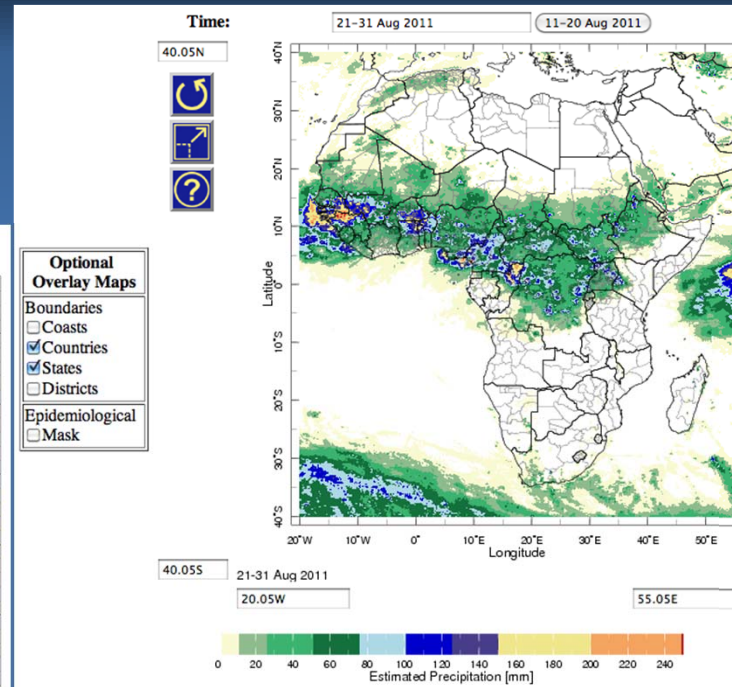 Time:
21-31 Aug 2011
11-20 Aug 2011
40.05N
?
Optional
Overlay Maps
Boundaries
Coasts
Countries
States
Districts
Epidemiological
Mask
Latitude
40°N
30°N
20°N
10°N
0°
10°S
20°S
30°S
40°S
20°W 10°W 0° 10°E 20°E 30°E 40°E 50°E
Longitude
40.05S
21-31 Aug 2011
20.05W
55.05E
0 20 40 60 80 100 120 140 160 180 200 220 240
Estimated Precipitation [mm]